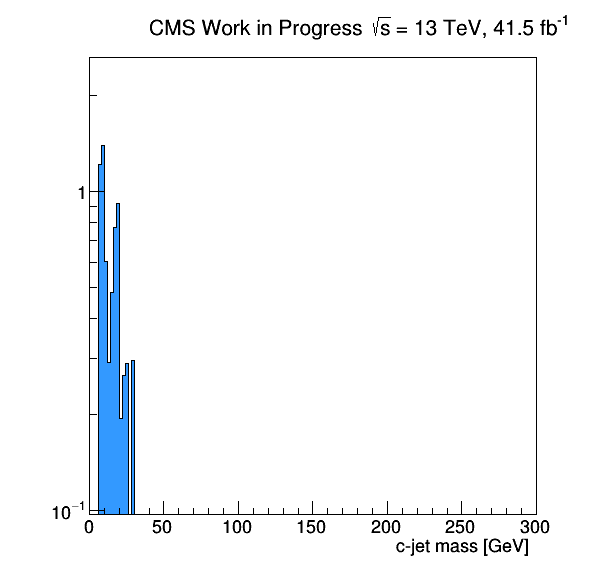 CMS Work in Progress √s = 13 TeV, 41.5 fb⁻¹
1
10⁻¹
0 50 100 150 200 250 300
c-jet mass [GeV]